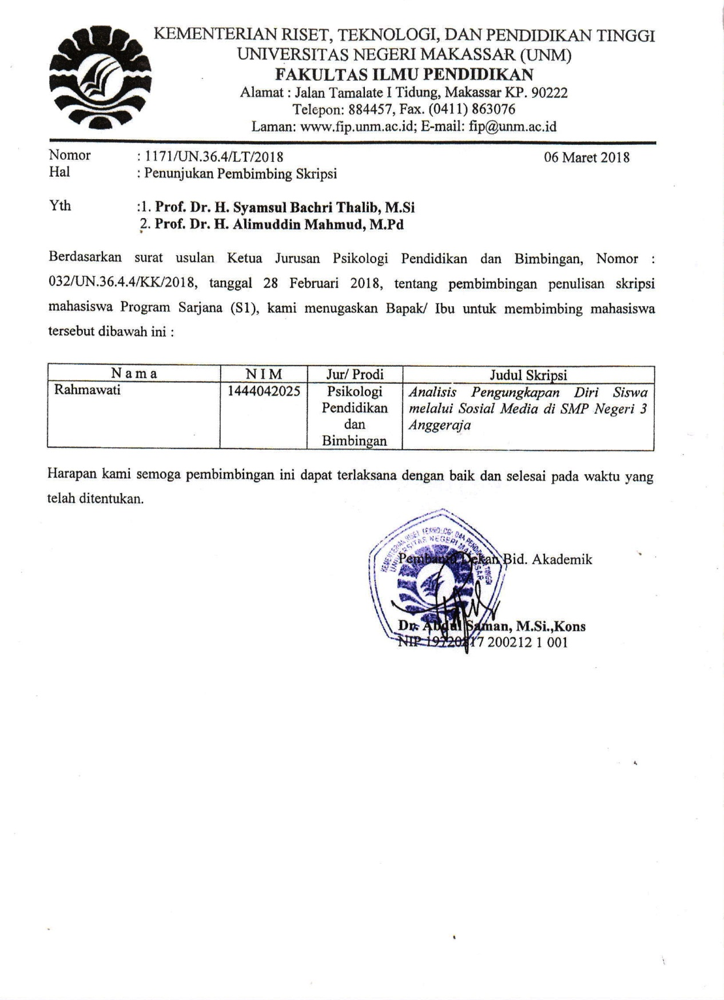 KEMENTERIAN RISET, TEKNOLOGI, DAN PENDIDIKAN TINGGI
UNIVERSITAS NEGERI MAKASSAR (UNM)
FAKULTAS ILMU PENDIDIKAN
Alamat : Jalan Tamalate I Tidung, Makassar KP. 90222
Telepon: 884457, Fax. (0411) 863076
Laman: www.fip.unm.ac.id; E-mail: fip@unm.ac.id
Nomor : 1171/UN.36.4/LT/2018 06 Maret 2018
Hal : Penunjukan Pembimbing Skripsi
Yth :1. Prof. Dr. H. Syamsul Bachri Thalib, M.Si
2. Prof. Dr. H. Alimuddin Mahmud, M.Pd
Berdasarkan surat usulan Ketua Jurusan Psikologi Pendidikan dan Bimbingan, Nomor :
032/UN.36.4.4/KK/2018, tanggal 28 Februari 2018, tentang pembimbingan penulisan skripsi
mahasiswa Program Sarjana (S1), kami menugaskan Bapak/ Ibu untuk membimbing mahasiswa
tersebut dibawah ini :
N a m a N I M Jur/ Prodi Judul Skripsi
Rahmawati 1444042025 Psikologi Analisis Pengungkapan Diri Siswa
Pendidikan melalui Sosial Media di SMP Negeri 3
dan Anggeraja
Bimbingan
Harapan kami semoga pembimbingan ini dapat terlaksana dengan baik dan selesai pada waktu yang
telah ditentukan.
KEMENTERIAN RISET TEKNOLOGI DAN PENDIDIKAN TINGGI
UNIVERSITAS NEGERI MAKASSAR
Pembantu Dekan Bid. Akademik
Dr. Abdul Saman, M.Si.,Kons
NIP 19720817 200212 1 001